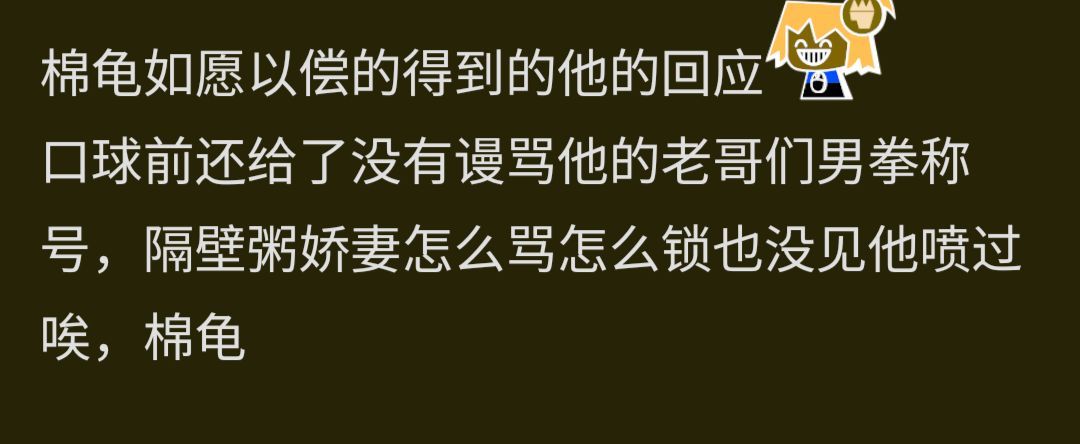 棉龟如愿以偿的得到的他的回应
口球前还给了没有谩骂他的老哥们男拳称
号，隔壁粥娇妻怎么骂怎么锁也没见他喷过
唉，棉龟